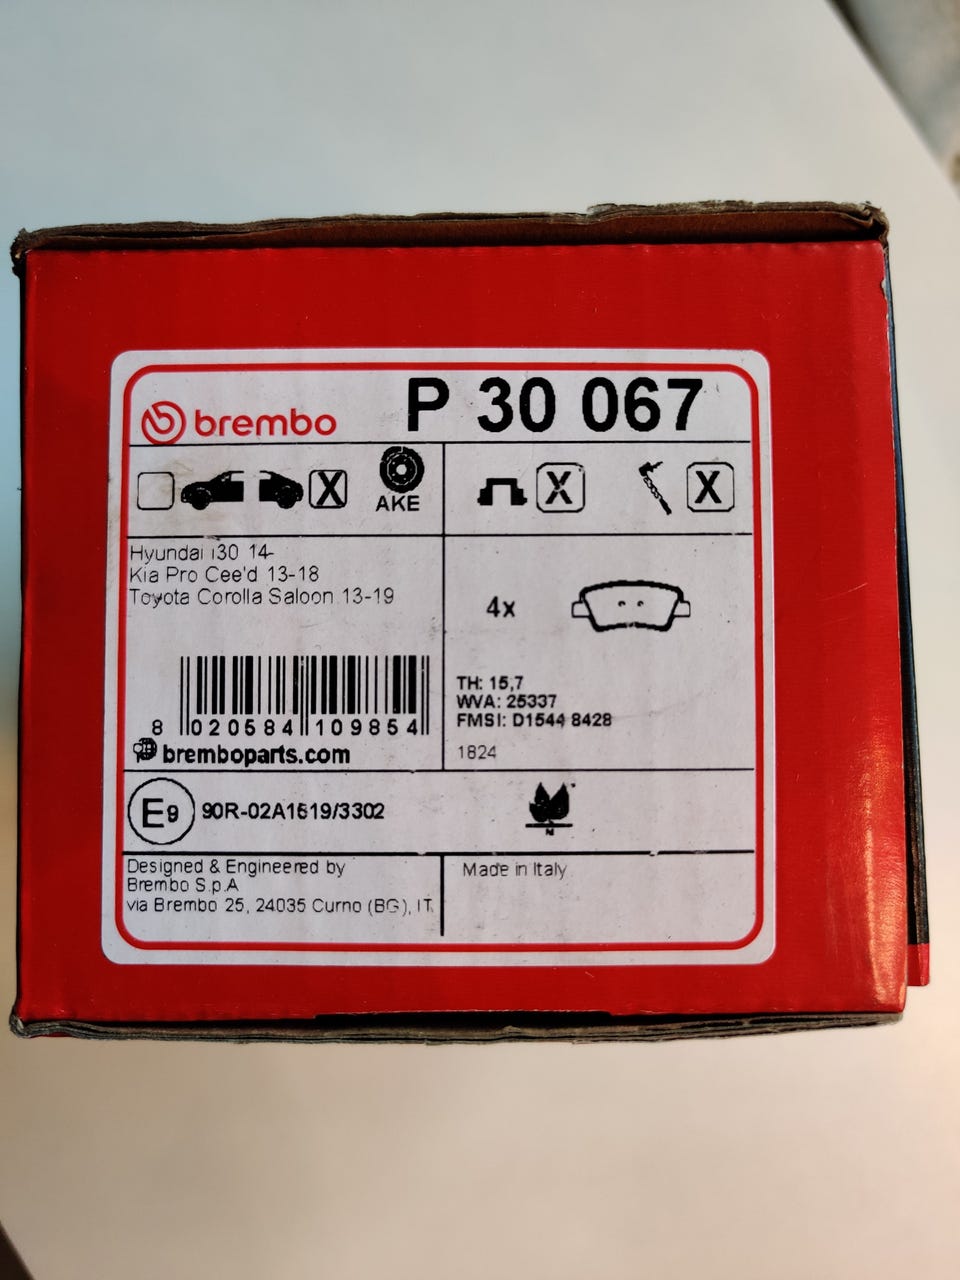 brembo P 30 067
X AKE X X
Hyundai i30 14-
Kia Pro Cee'd 13-18
Toyota Corolla Saloon 13-19
4x
TH: 15,7
WVA: 25337
FMSI: D1544 8428
1824
8 020584 109854
bremboparts.com
E9 90R-02A1619/3302
N
Designed & Engineered by
Brembo S.p.A
via Brembo 25, 24035 Curno (BG), IT
Made in Italy